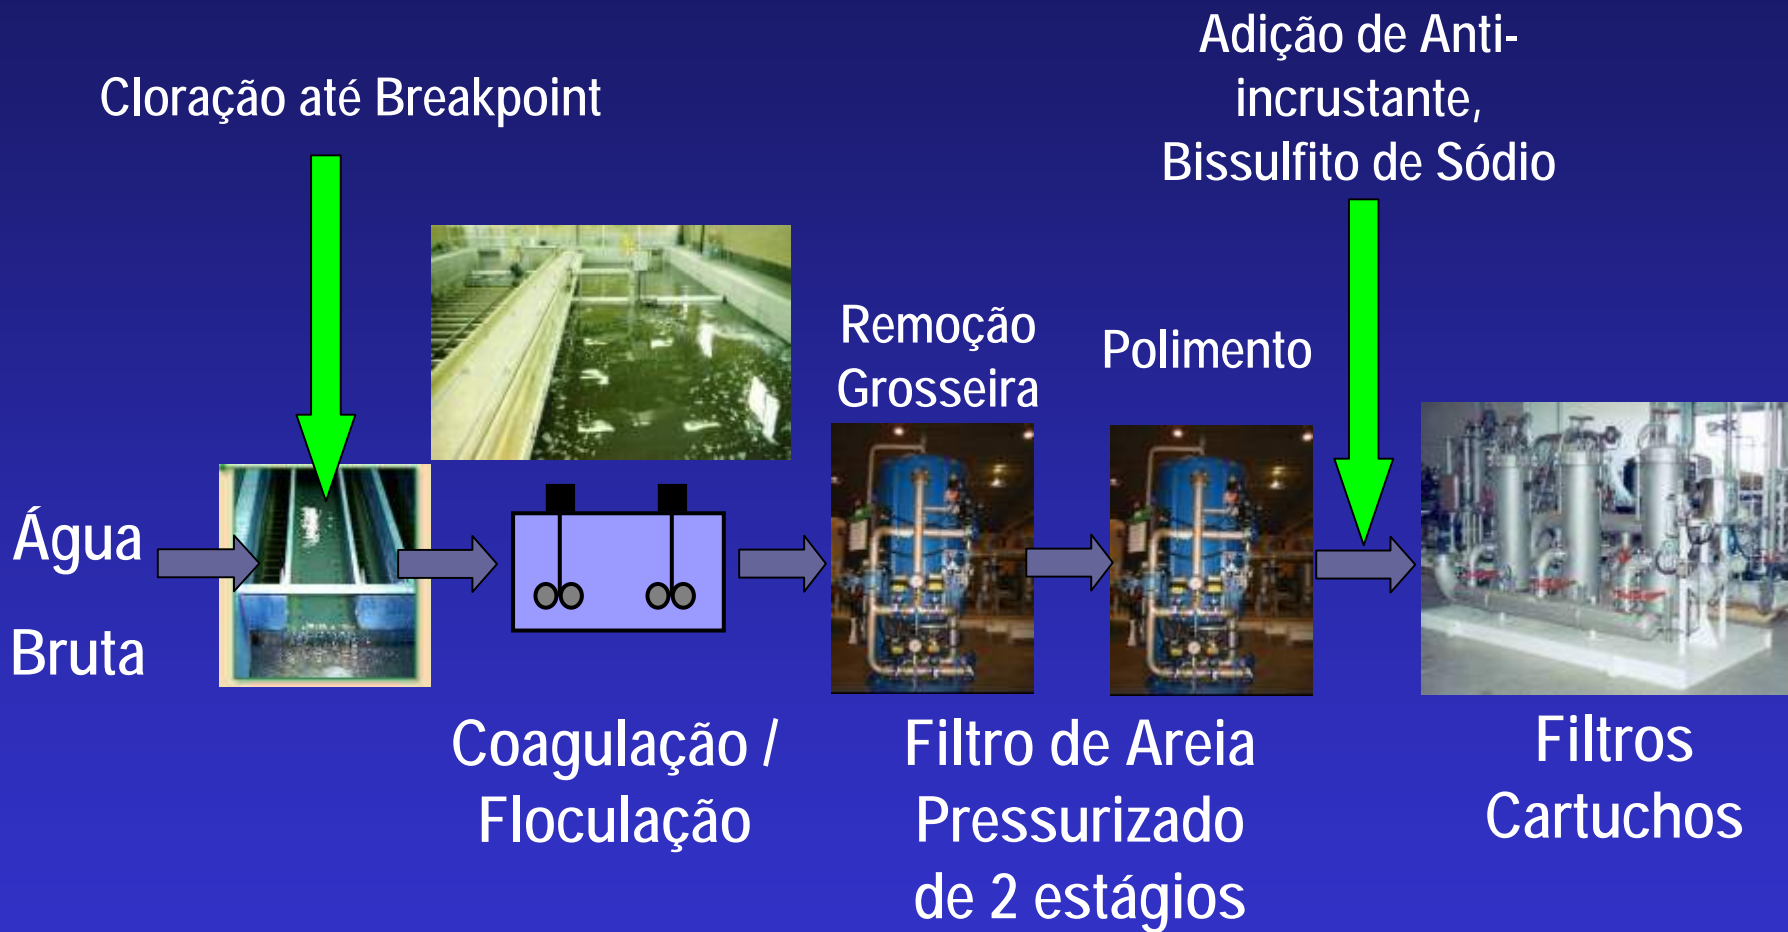 Cloração até Breakpoint
Adição de Anti-
incrustante,
Bissulfito de Sódio
Remoção
Grosseira
Polimento
Água
Bruta
Coagulação /
Floculação
Filtro de Areia
Pressurizado
de 2 estágios
Filtros
Cartuchos